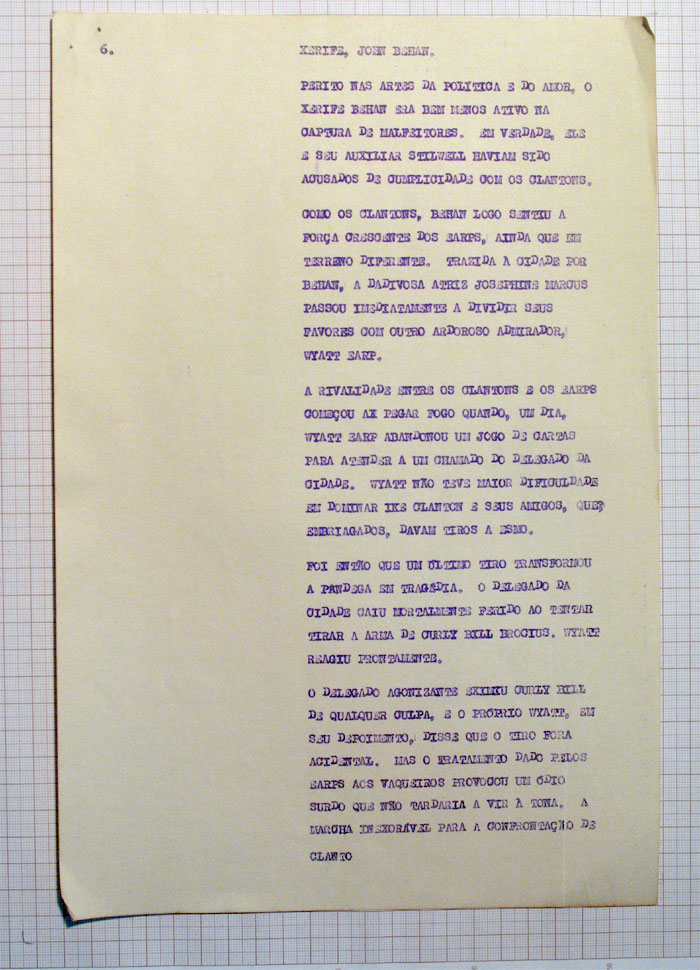 6. XERIFE, JOHN BEHAN.
PERITO NAS ARTES DA POLITICA E DO AMOR, O
XERIFE BEHAN ERA BEM MENOS ATIVO NA
CAPTURA DE MALFEITORES. EM VERDADE, ELE
E SEU AUXILIAR STILWELL HAVIAM SIDO
ACUSADOS DE CUMPLICIDADE COM OS CLANTONS.
COMO OS CLANTONS, BEHAN LOGO SENTIU A
FORÇA CRESCENTE DOS EARPS, AINDA QUE EM
TERRENO DIFERENTE. TRAZIDA À CIDADE POR
BEHAN, A DADIVOSA ATRIZ JOSEPHINE MARCUS
PASSOU IMEDIATAMENTE A DIVIDIR SEUS
FAVORES COM OUTRO ARDOROSO ADMIRADOR,
WYATT EARP.
A RIVALIDADE ENTRE OS CLANTONS E OS EARPS
COMEÇOU AX PEGAR FOGO QUANDO, UM DIA,
WYATT EARP ABANDONOU UM JOGO DE CARTAS
PARA ATENDER A UM CHAMADO DO DELEGADO DA
CIDADE. WYATT NÃO TEVE MAIOR DIFICULDADE
EM DOMINAR IKE CLANTON E SEUS AMIGOS, QUE,
EMBRIAGADOS, DAVAM TIROS A ESMO.
FOI ENTÃO QUE UM ÚLTIMO TIRO TRANSFORMOU
A PÂNDEGA EM TRAGÉDIA. O DELEGADO DA
CIDADE CAIU MORTALMENTE FERIDO AO TENTAR
TIRAR A ARMA DE CURLY BILL BROCIUS. WYATT
REAGIU PRONTAMENTE.
O DELEGADO AGONIZANTE EXIMIU CURLY BILL
DE QUALQUER CULPA, E O PRÓPRIO WYATT, EM
SEU DEPOIMENTO, DISSE QUE O TIRO FORA
ACIDENTAL. MAS O TRATAMENTO DADO PELOS
EARPS AOS VAQUEIROS PROVOCOU UM ÓDIO
SURDO QUE NÃO TARDARIA A VIR À TONA. A
MARCHA INEXORÁVEL PARA A CONFRONTAÇÃO DE
CLANTO